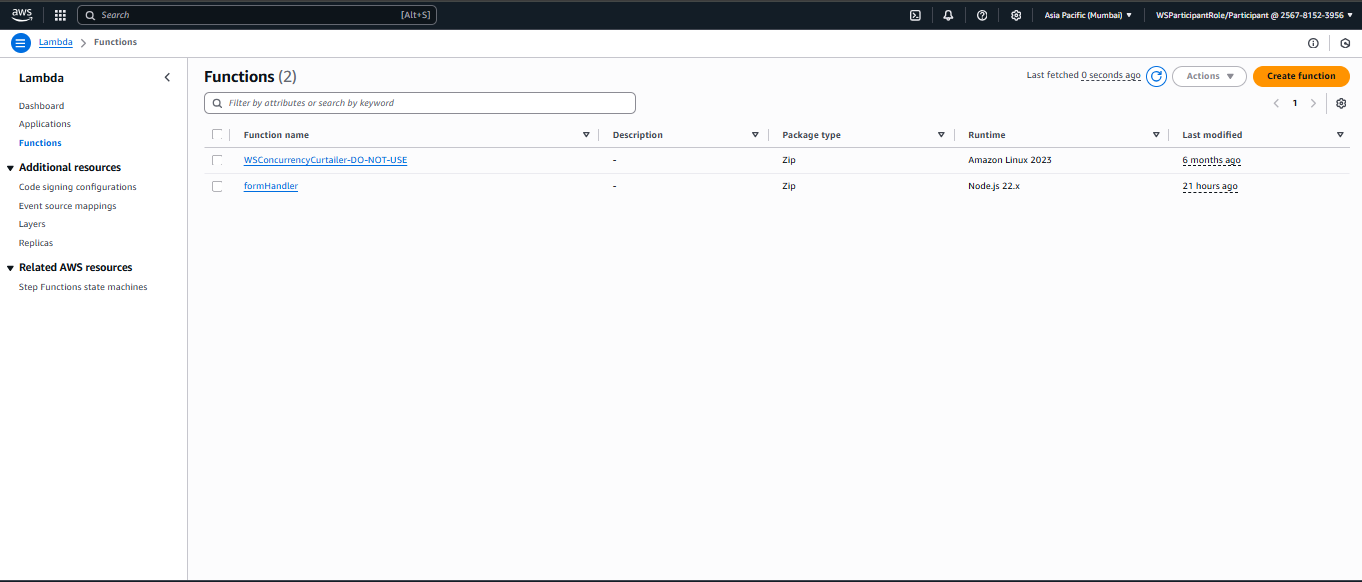 aws Search [Alt+S] Asia Pacific (Mumbai) WSParticipantRole/Participant @ 2567-8152-3956
Lambda Functions
Lambda
Dashboard
Applications
Functions
Additional resources
Code signing configurations
Event source mappings
Layers
Replicas
Related AWS resources
Step Functions state machines
Functions (2)
Last fetched 0 seconds ago Actions Create function
Filter by attributes or search by keyword 1
Function name Description Package type Runtime Last modified
WSConcurrencyCurtailer-DO-NOT-USE - Zip Amazon Linux 2023 6 months ago
formHandler - Zip Node.js 22.x 21 hours ago